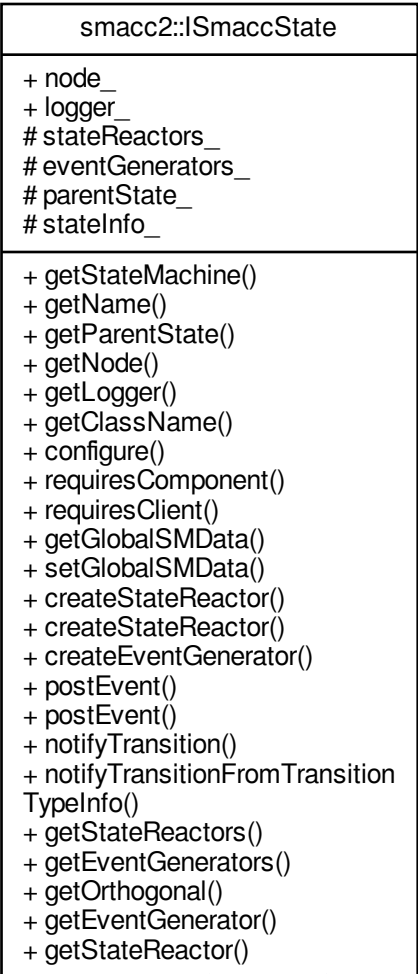 smacc2::ISmaccState
+ node_
+ logger_
# stateReactors_
# eventGenerators_
# parentState_
# stateInfo_
+ getStateMachine()
+ getName()
+ getParentState()
+ getNode()
+ getLogger()
+ getClassName()
+ configure()
+ requiresComponent()
+ requiresClient()
+ getGlobalSMData()
+ setGlobalSMData()
+ createStateReactor()
+ createStateReactor()
+ createEventGenerator()
+ postEvent()
+ postEvent()
+ notifyTransition()
+ notifyTransitionFromTransition
TypeInfo()
+ getStateReactors()
+ getEventGenerators()
+ getOrthogonal()
+ getEventGenerator()
+ getStateReactor()